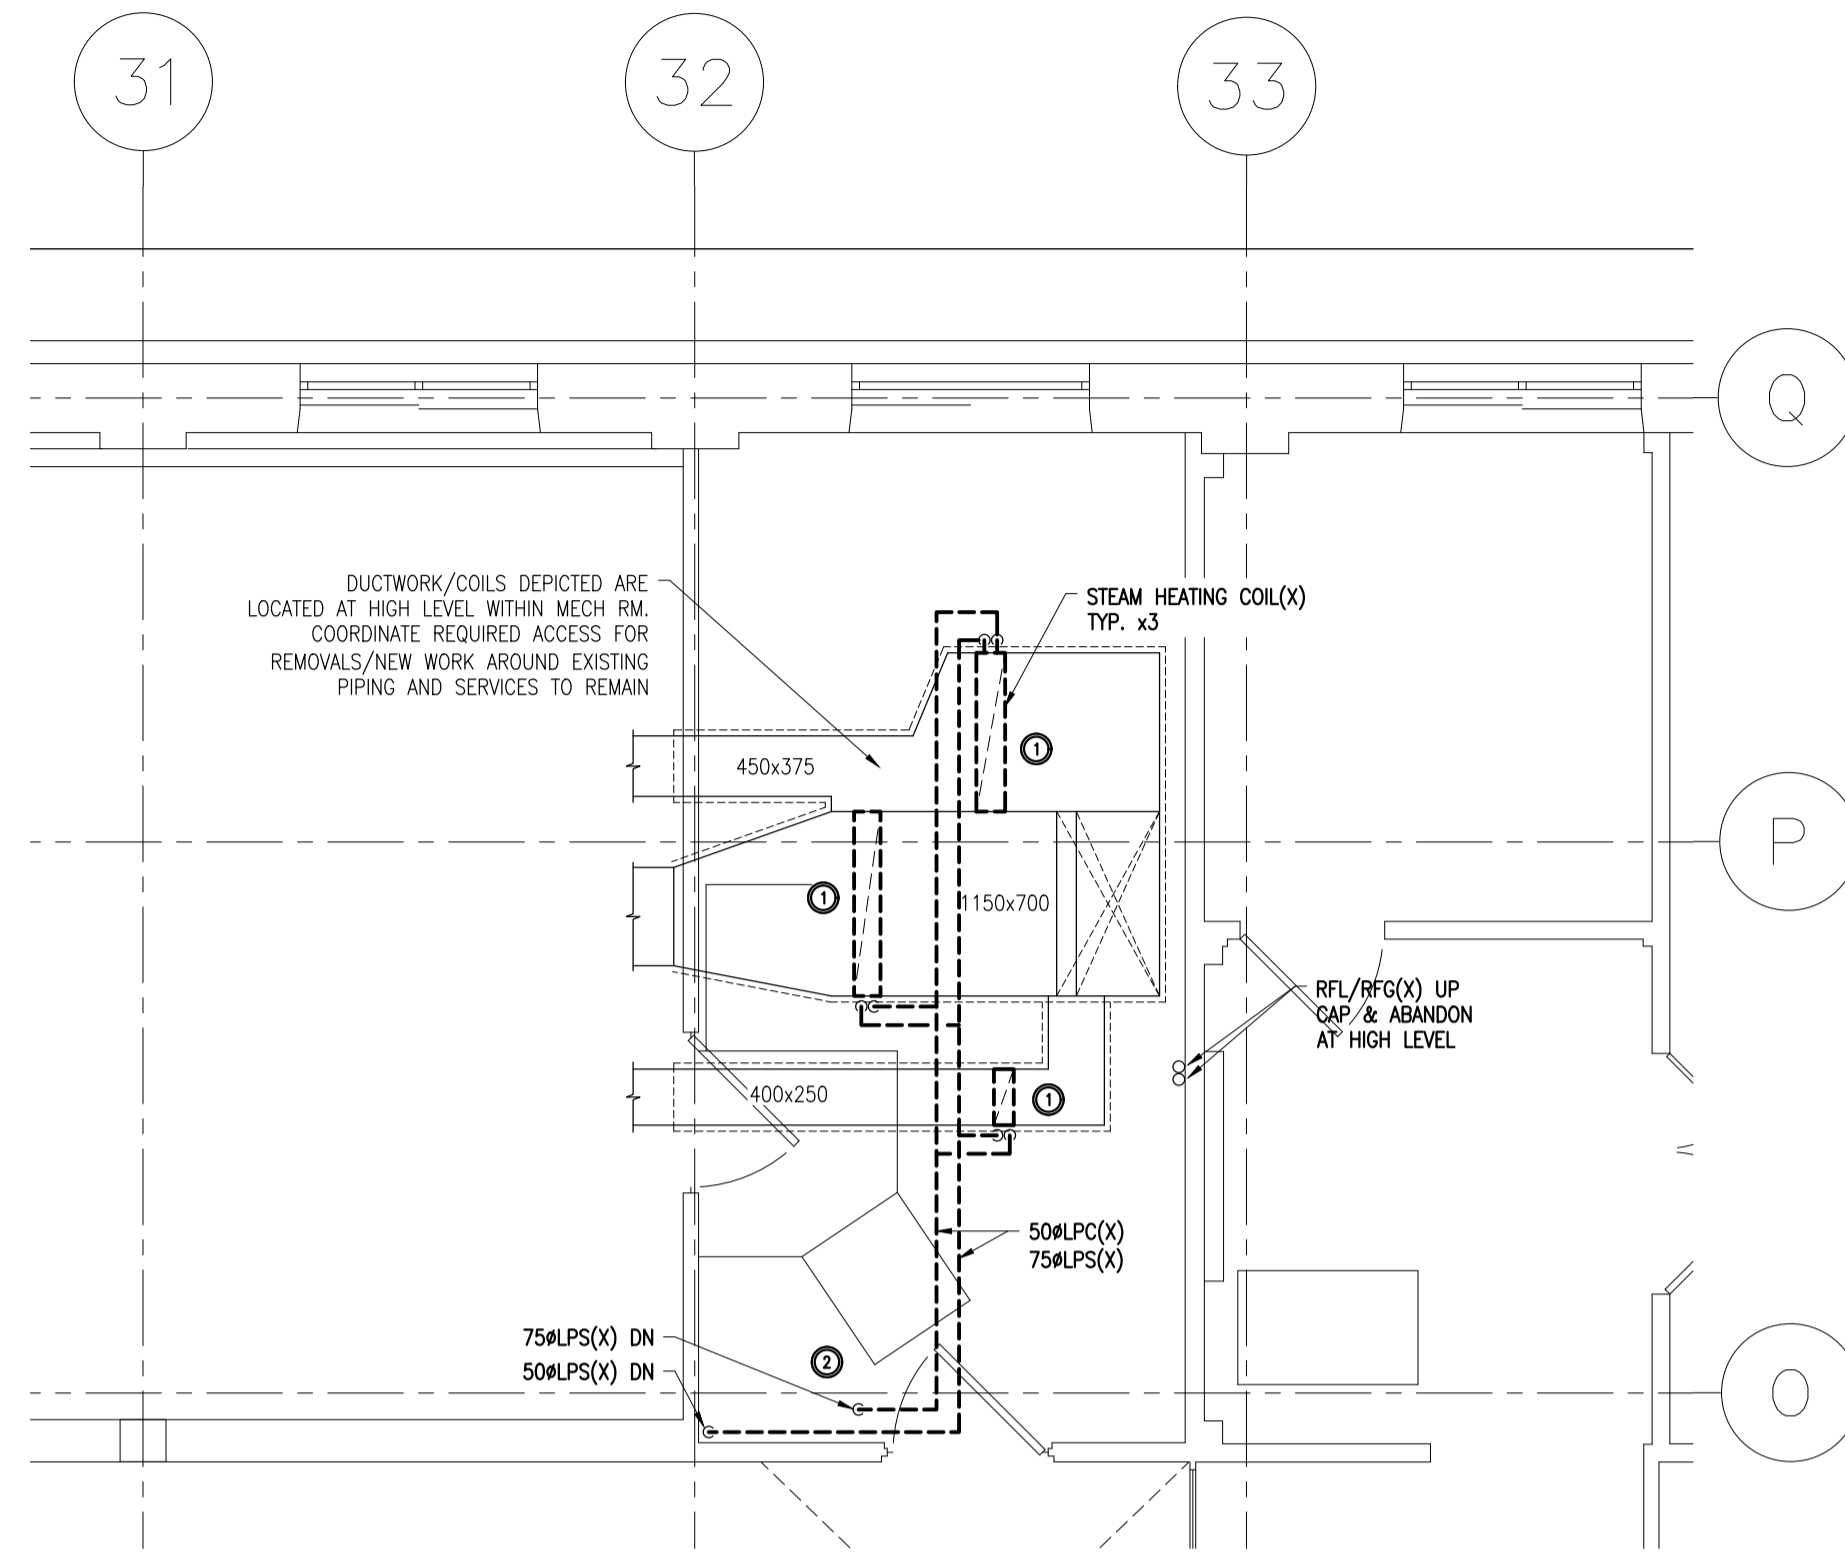 31
32
33
Q
DUCTWORK/COILS DEPICTED ARE
LOCATED AT HIGH LEVEL WITHIN MECH RM.
COORDINATE REQUIRED ACCESS FOR
REMOVALS/NEW WORK AROUND EXISTING
PIPING AND SERVICES TO REMAIN
STEAM HEATING COIL(X)
TYP. x3
1
450x375
P
1
1150x700
RFL/RFG(X) UP
CAP & ABANDON
AT HIGH LEVEL
400x250
1
50øLPC(X)
75øLPS(X)
75øLPS(X) DN
50øLPS(X) DN
2
O